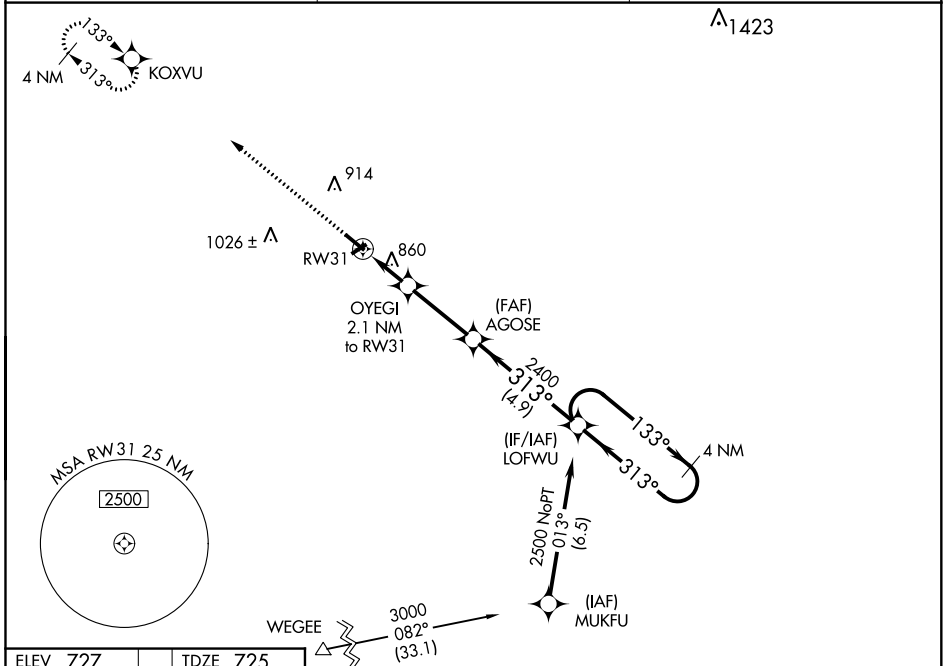 1423
133°
313°
4 NM
KOXVU
914
1026 ±
RW31
860
OYEGI
2.1 NM
to RW31
(FAF)
AGOSE
2400
313°
(4.9)
(IF/IAF)
LOFWU
133°
313°
4 NM
MSA RW31 25 NM
2500
2500 NoPT
013°
(6.5)
(IAF)
MUKFU
WEGEE
3000
082°
(33.1)
ELEV 727 TDZE 725